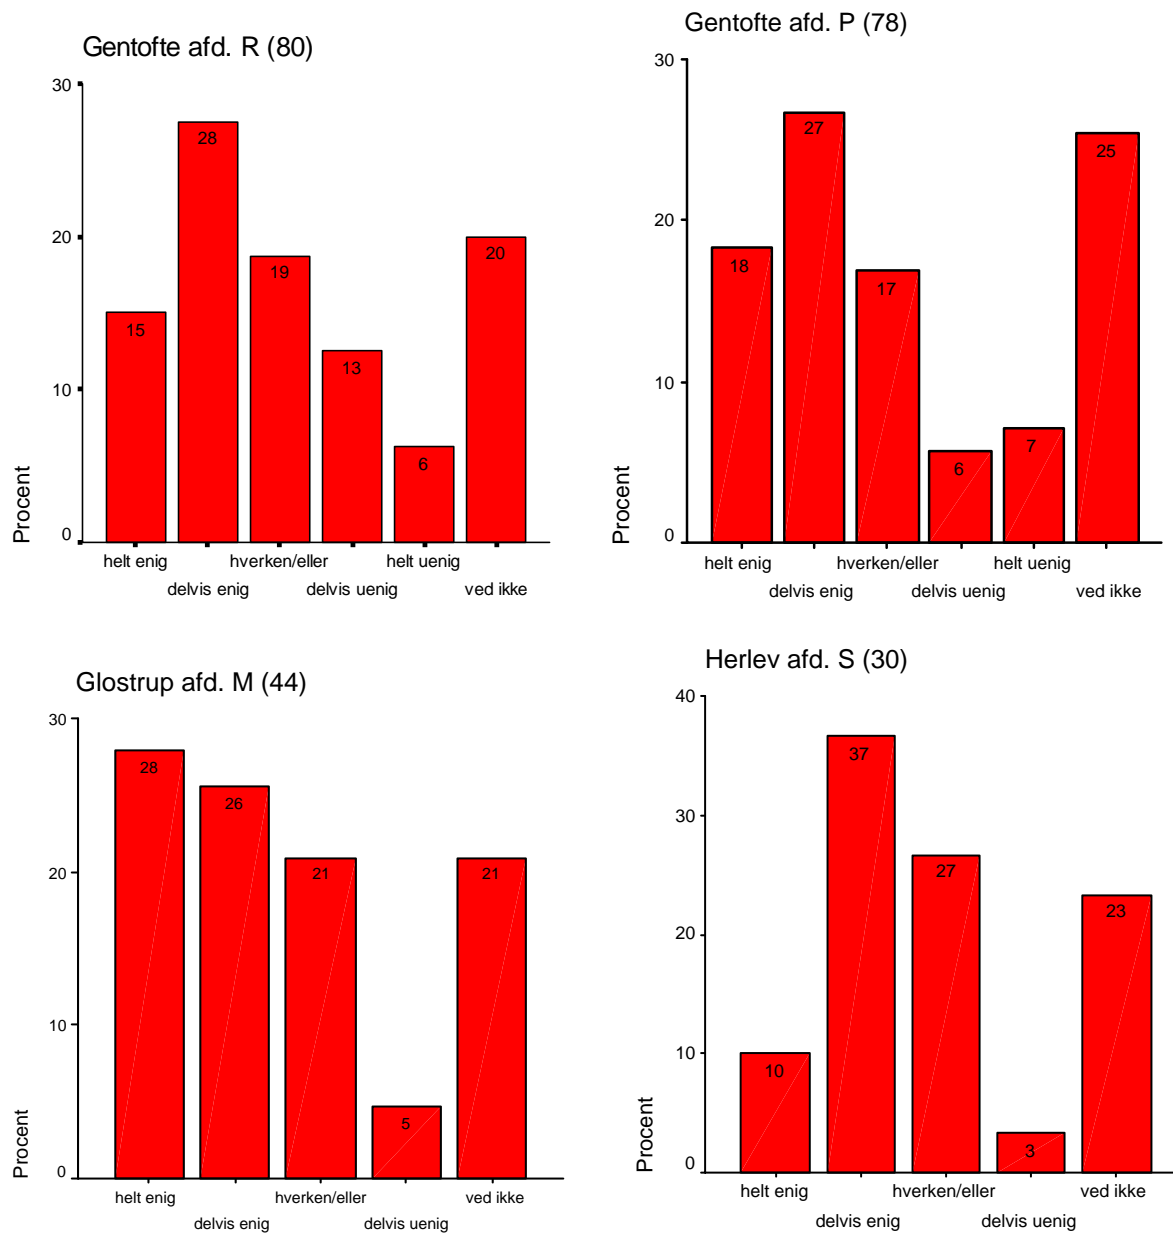 Gentofte afd. R (80)
30
20
10
0
Procent
15
28
19
13
6
20
helt enig
hverken/eller
helt uenig
delvis enig
delvis uenig
ved ikke
Gentofte afd. P (78)
30
20
10
0
Procent
18
27
17
6
7
25
helt enig
hverken/eller
helt uenig
delvis enig
delvis uenig
ved ikke
Glostrup afd. M (44)
30
20
10
0
Procent
28
26
21
5
21
helt enig
hverken/eller
ved ikke
delvis enig
delvis uenig
Herlev afd. S (30)
40
30
20
10
0
Procent
10
37
27
3
23
helt enig
hverken/eller
ved ikke
delvis enig
delvis uenig